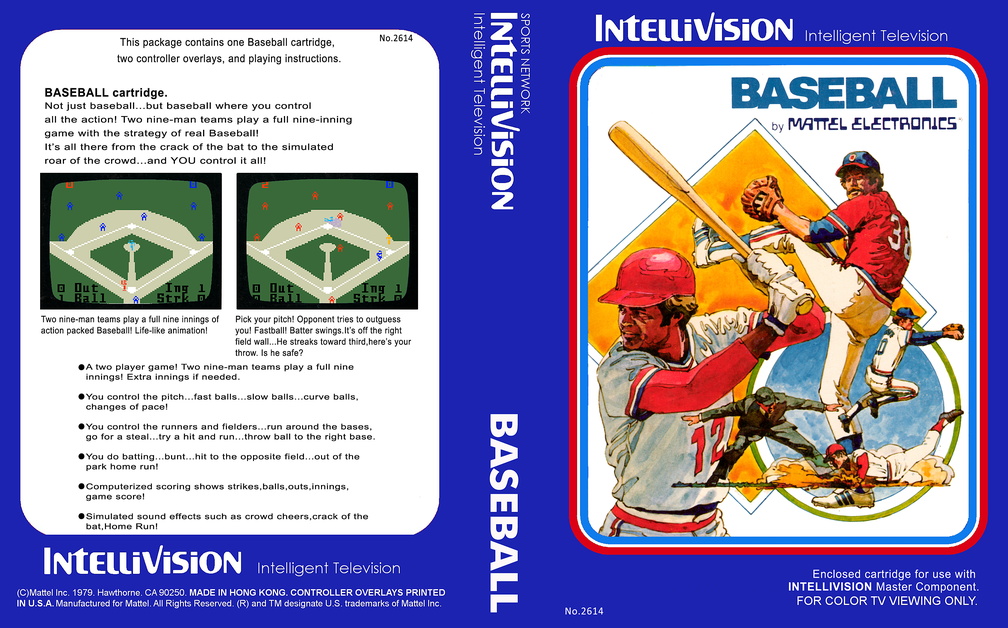 This package contains one Baseball cartridge,
two controller overlays, and playing instructions.
No.2614
BASEBALL cartridge.
Not just baseball...but baseball where you control
all the action! Two nine-man teams play a full nine-inning
game with the strategy of real Baseball!
It's all there from the crack of the bat to the simulated
roar of the crowd...and YOU control it all!
0 Out Ing 1
1 Ball Strk 0
0 Out Ing 1
0 Ball Strk
Two nine-man teams play a full nine innings of
action packed Baseball! Life-like animation!
Pick your pitch! Opponent tries to outguess
you! Fastball! Batter swings.It's off the right
field wall...He streaks toward third,here's your
throw. Is he safe?
●A two player game! Two nine-man teams play a full nine
innings! Extra innings if needed.
●You control the pitch...fast balls...slow balls...curve balls,
changes of pace!
●You control the runners and fielders...run around the bases,
go for a steal...try a hit and run...throw ball to the right base.
●You do batting...bunt...hit to the opposite field...out of the
park home run!
●Computerized scoring shows strikes,balls,outs,innings,
game score!
●Simulated sound effects such as crowd cheers,crack of the
bat,Home Run!
INTELLIVISION Intelligent Television
(C)Mattel Inc. 1979. Hawthorne. CA 90250. MADE IN HONG KONG. CONTROLLER OVERLAYS PRINTED
IN U.S.A. Manufactured for Mattel. All Rights Reserved. (R) and TM designate U.S. trademarks of Mattel Inc.
SPORTS NETWORK
INTELLIVISION
Intelligent Television
BASEBALL
INTELLIVISION Intelligent Television
BASEBALL
by MATTEL ELECTRONICS
12
Enclosed cartridge for use with
INTELLIVISION Master Component.
FOR COLOR TV VIEWING ONLY.
No.2614